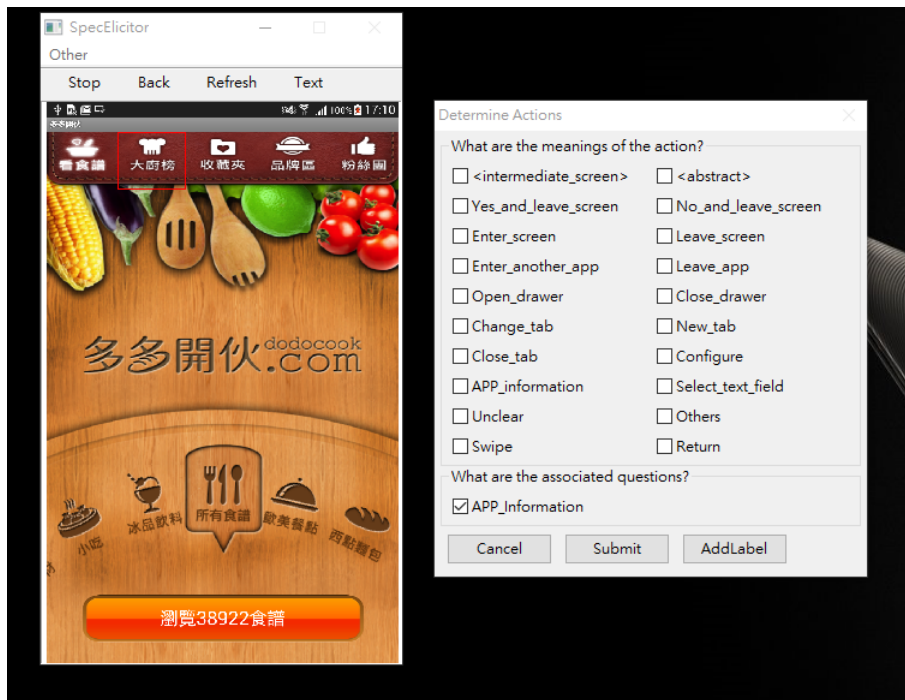 SpecElicitor
Other
Stop Back Refresh Text
100% 17:10
多多開伙
看食譜 大廚榜 收藏夾 品牌區 粉絲團
多多開伙 dodocook
.com
小吃 冰品飲料 所有食譜 歐美餐點 西點麵包
材
瀏覽38922食譜
Determine Actions
What are the meanings of the action?
<intermediate_screen> <abstract>
Yes_and_leave_screen No_and_leave_screen
Enter_screen Leave_screen
Enter_another_app Leave_app
Open_drawer Close_drawer
Change_tab New_tab
Close_tab Configure
APP_information Select_text_field
Unclear Others
Swipe Return
What are the associated questions?
APP_Information
Cancel Submit AddLabel